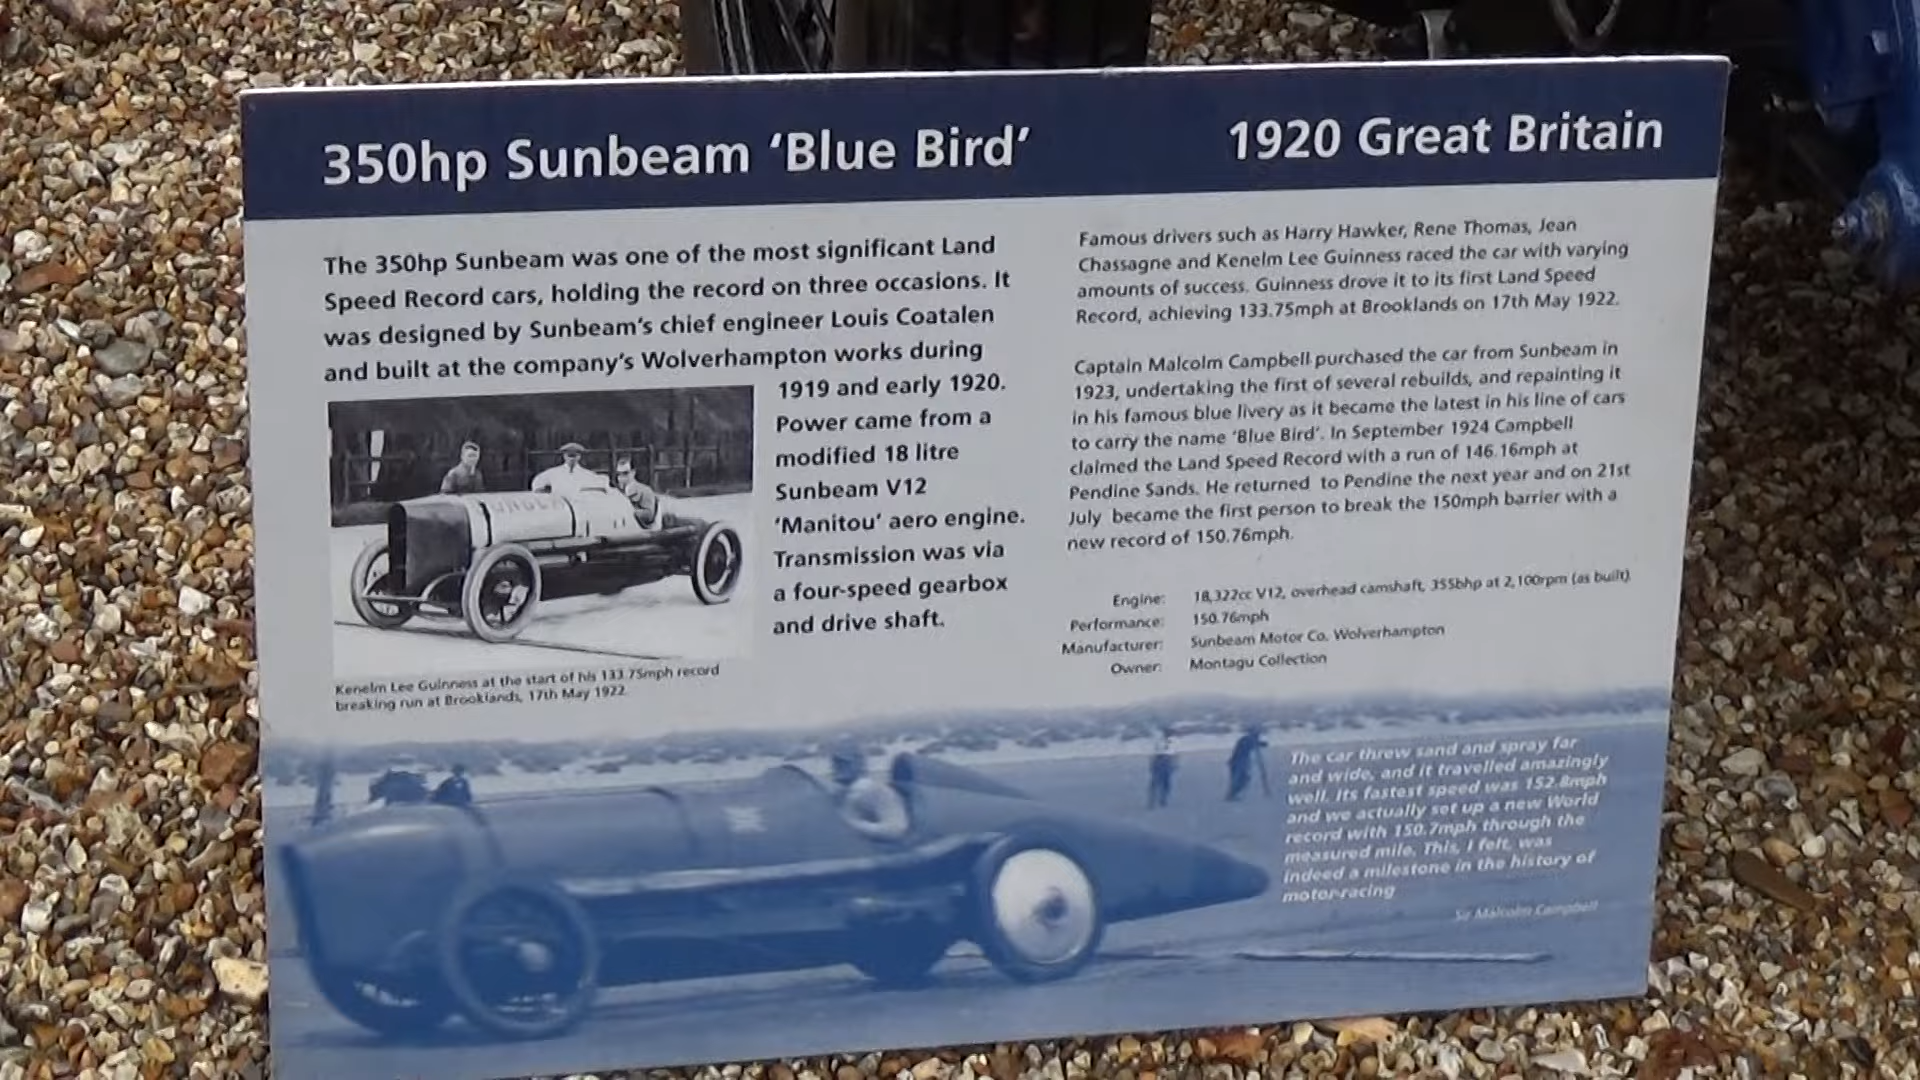 350hp Sunbeam ‘Blue Bird’
1920 Great Britain
The 350hp Sunbeam was one of the most significant Land
Speed Record cars, holding the record on three occasions. It
was designed by Sunbeam's chief engineer Louis Coatalen
and built at the company's Wolverhampton works during
1919 and early 1920.
Power came from a
modified 18 litre
Sunbeam V12
‘Manitou’ aero engine.
Transmission was via
a four-speed gearbox
and drive shaft.
Kenelm Lee Guinness at the start of his 133.75mph record
breaking run at Brooklands, 17th May 1922.
Famous drivers such as Harry Hawker, Rene Thomas, Jean
Chassagne and Kenelm Lee Guinness raced the car with varying
amounts of success. Guinness drove it to its first Land Speed
Record, achieving 133.75mph at Brooklands on 17th May 1922.
Captain Malcolm Campbell purchased the car from Sunbeam in
1923, undertaking the first of several rebuilds, and repainting it
in his famous blue livery as it became the latest in his line of cars
to carry the name ‘Blue Bird’. In September 1924 Campbell
claimed the Land Speed Record with a run of 146.16mph at
Pendine Sands. He returned to Pendine the next year and on 21st
July became the first person to break the 150mph barrier with a
new record of 150.76mph.
Engine: 18,322cc V12, overhead camshaft, 355bhp at 2,100rpm (as built)
Performance: 150.76mph
Manufacturer: Sunbeam Motor Co. Wolverhampton
Owner: Montagu Collection
The car threw sand and spray far
and wide, and it travelled amazingly
well. Its fastest speed was 152.8mph
and we actually set up a new World
record with 150.7mph through the
measured mile. This, I felt, was
indeed a milestone in the history of
motor-racing
Sir Malcolm Campbell